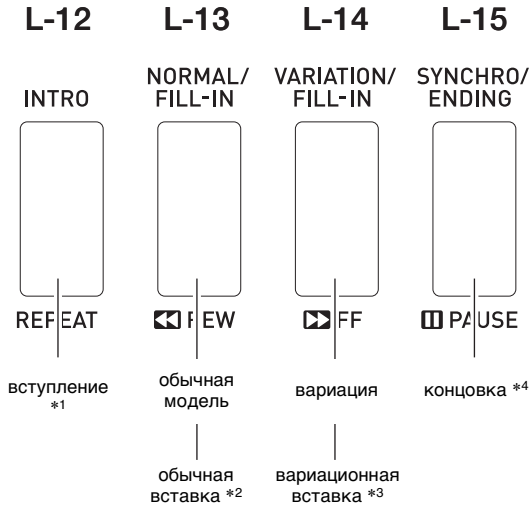 L-12 L-13 L-14 L-15
NORMAL/ VARIATION/ SYNCHRO/
INTRO FILL-IN FILL-IN ENDING
REPEAT REW FF PAUSE
вступление обычная вариация концовка *4
*1 модель
обычная вариационная
вставка *2 вставка *3